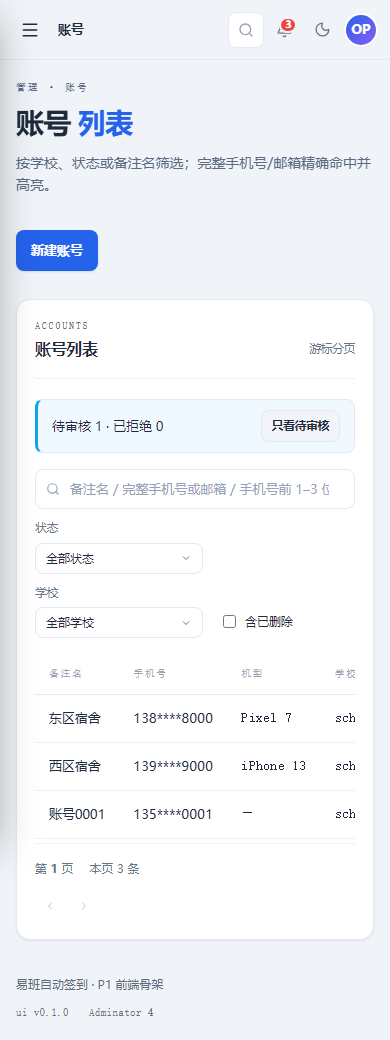 账号
3
OP
管理 · 账号
账号 列表
按学校、状态或备注名筛选；完整手机号/邮箱精确命中并
高亮。
新建账号
ACCOUNTS
账号列表
游标分页
待审核 1 · 已拒绝 0
只看待审核
备注名 / 完整手机号或邮箱 / 手机号前 1–3 位
状态
全部状态
学校
全部学校
含已删除
备注名 手机号 机型 学校
东区宿舍 138****8000 Pixel 7 sch
西区宿舍 139****9000 iPhone 13 sch
账号0001 135****0001 — sch
第 1 页 本页 3 条
易班自动签到 · P1 前端骨架
ui v0.1.0 Adminator 4